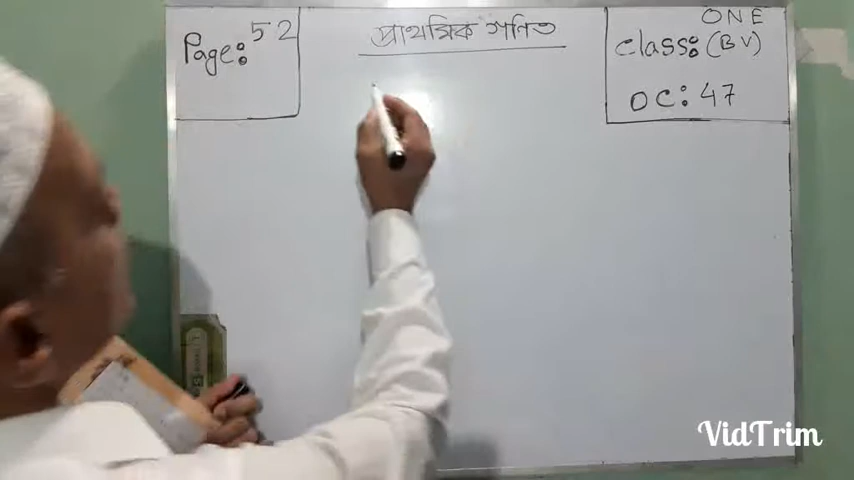 Page: 52
প্রাথমিক গণিত
ONE
class: (BV)
OC: 47
VidTrim